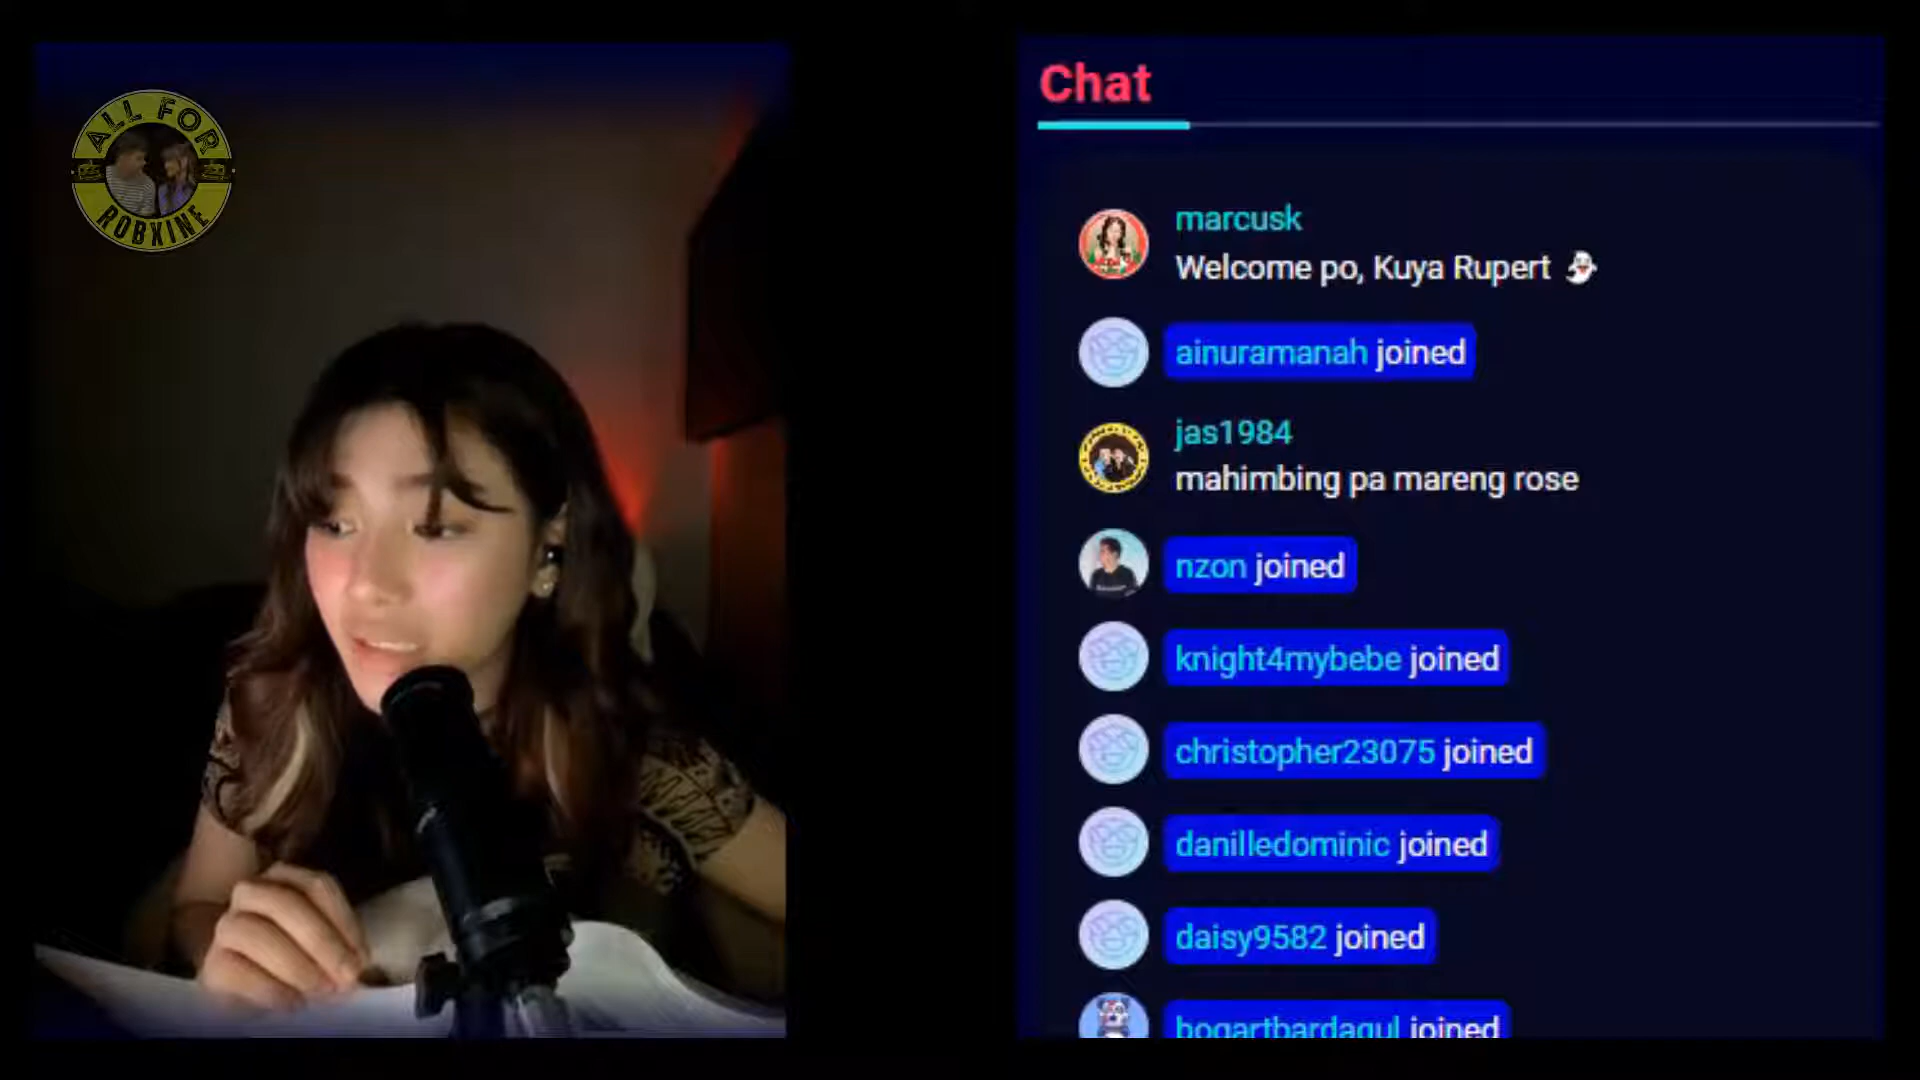 ALL FOR
ROBXINE
Chat
marcusk
Welcome po, Kuya Rupert 👻
ainuramanah joined
jas1984
mahimbing pa mareng rose
nzon joined
knight4mybebe joined
christopher23075 joined
danilledominic joined
daisy9582 joined
bogartbardagul joined